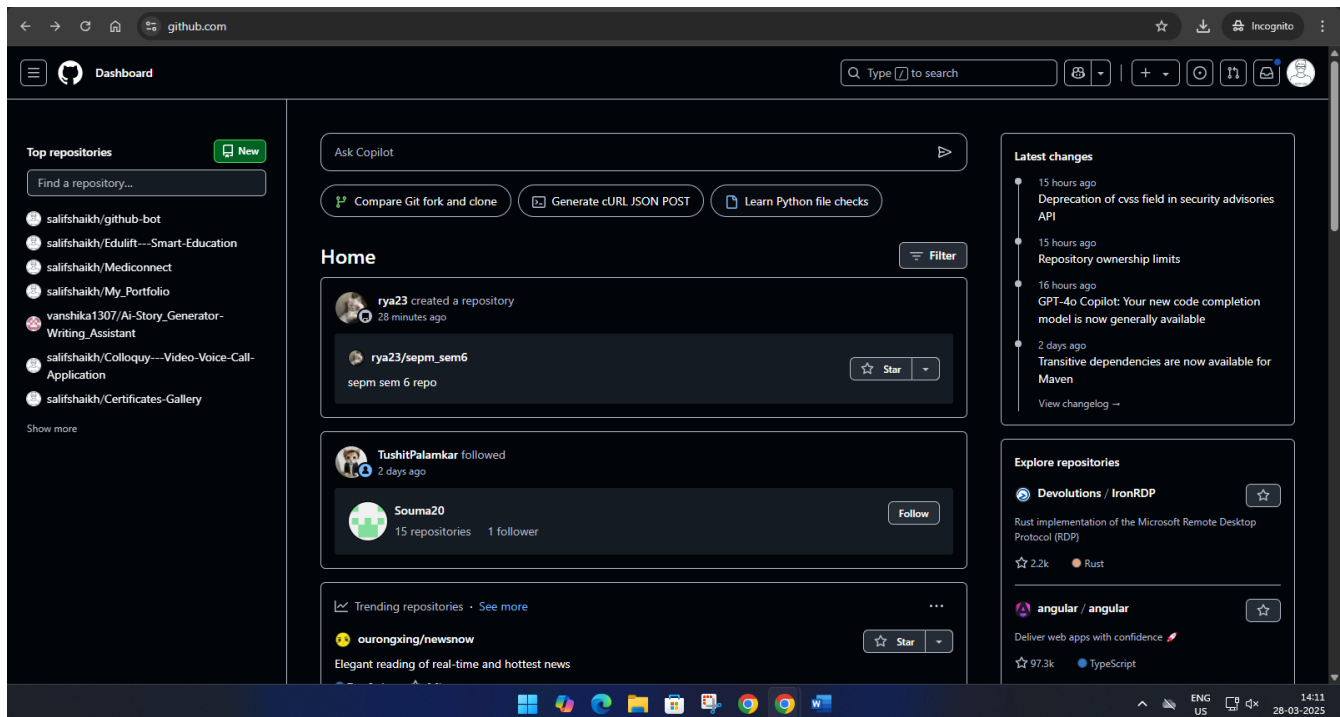 github.com
Incognito
Dashboard
Type / to search
Top repositories
New
Find a repository...
salifshaikh/github-bot
salifshaikh/Edulift---Smart-Education
salifshaikh/Mediconnect
salifshaikh/My_Portfolio
vanshika1307/Ai-Story_Generator-
Writing_Assistant
salifshaikh/Colloquy---Video-Voice-Call-
Application
salifshaikh/Certificates-Gallery
Show more
Ask Copilot
Compare Git fork and clone
Generate cURL JSON POST
Learn Python file checks
Home
Filter
rya23 created a repository
28 minutes ago
rya23/sepm_sem6
Star
sepm sem 6 repo
TushitPalamkar followed
2 days ago
Souma20
15 repositories 1 follower
Follow
Trending repositories · See more
ourongxing/newsnow
Star
Elegant reading of real-time and hottest news
Latest changes
15 hours ago
Deprecation of cvss field in security advisories
API
15 hours ago
Repository ownership limits
16 hours ago
GPT-4o Copilot: Your new code completion
model is now generally available
2 days ago
Transitive dependencies are now available for
Maven
View changelog →
Explore repositories
Devolutions / IronRDP
Rust implementation of the Microsoft Remote Desktop
Protocol (RDP)
2.2k Rust
angular / angular
Deliver web apps with confidence 🚀
97.3k TypeScript
ENG
US
14:11
28-03-2025